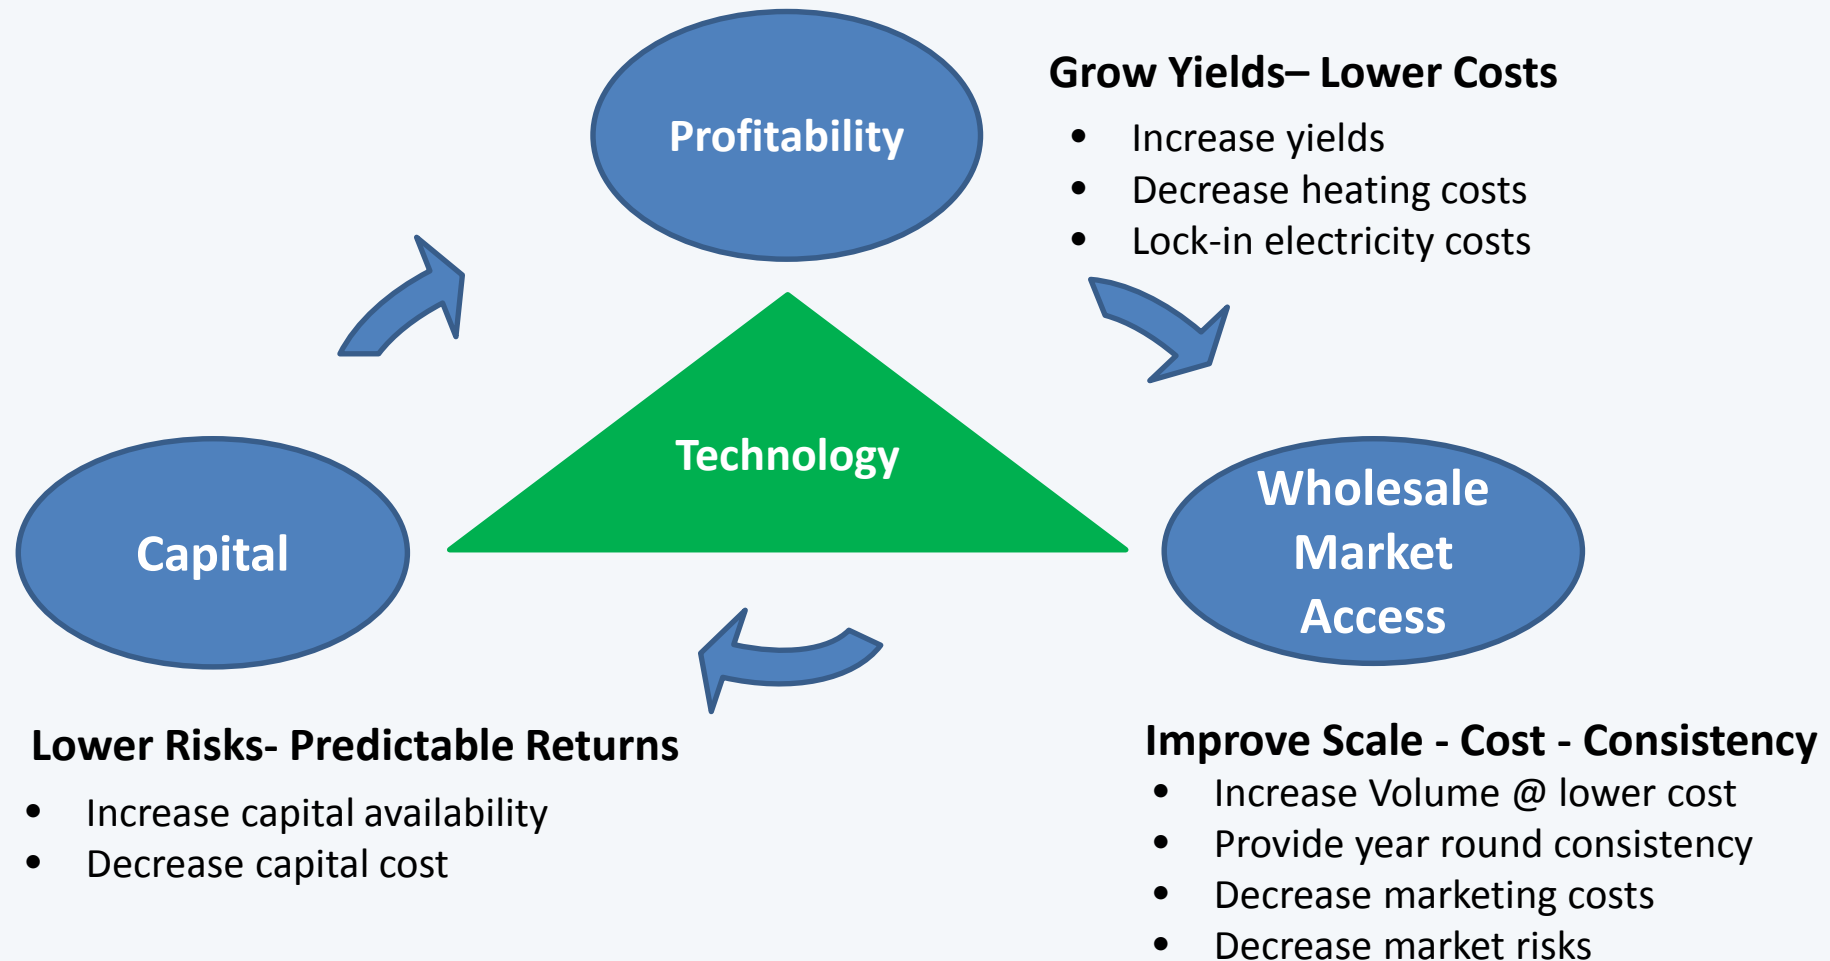 Profitability
Grow Yields– Lower Costs
• Increase yields
• Decrease heating costs
• Lock-in electricity costs
Technology
Capital
Wholesale
Market
Access
Lower Risks- Predictable Returns
• Increase capital availability
• Decrease capital cost
Improve Scale - Cost - Consistency
• Increase Volume @ lower cost
• Provide year round consistency
• Decrease marketing costs
• Decrease market risks